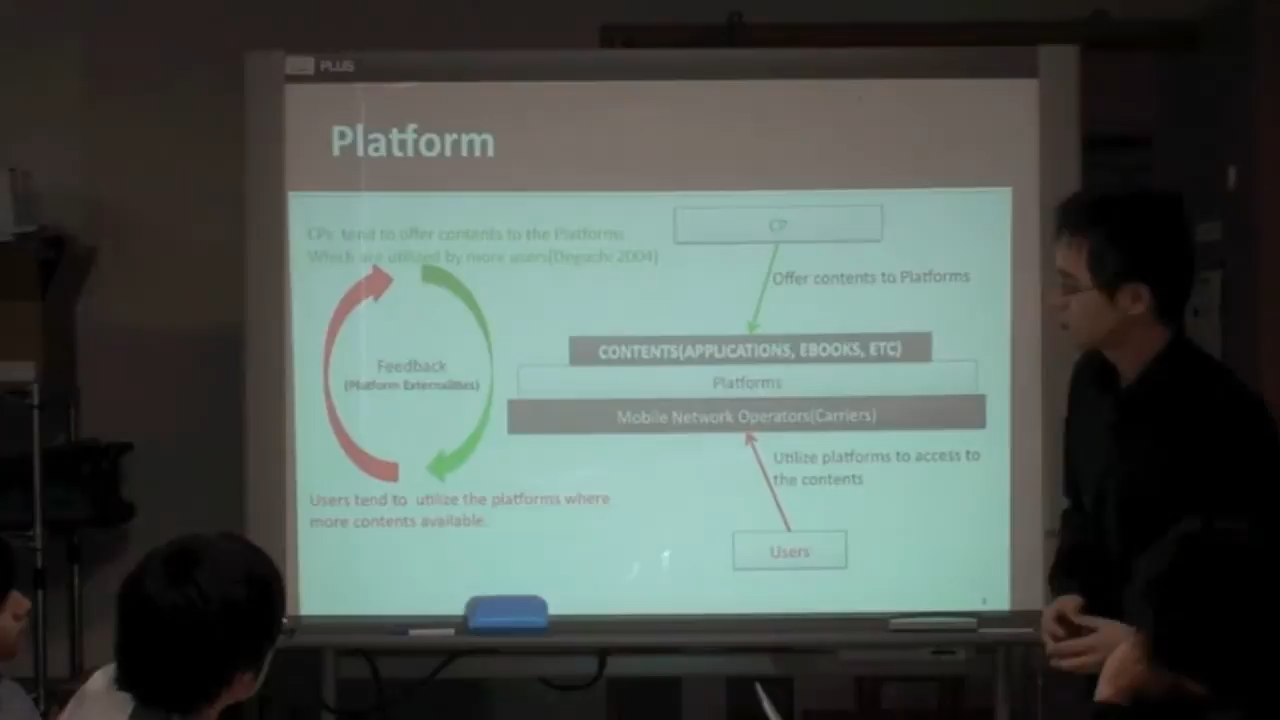 PLUS
Platform
CPs tend to offer contents to the Platforms
Which are utilized by more users(Deguchi 2004)
Feedback
(Platform Externalities)
Users tend to utilize the platforms where
more contents available.
CP
Offer contents to Platforms
CONTENTS(APPLICATIONS, EBOOKS, ETC)
Platforms
Mobile Network Operators(Carriers)
Utilize platforms to access to
the contents
Users